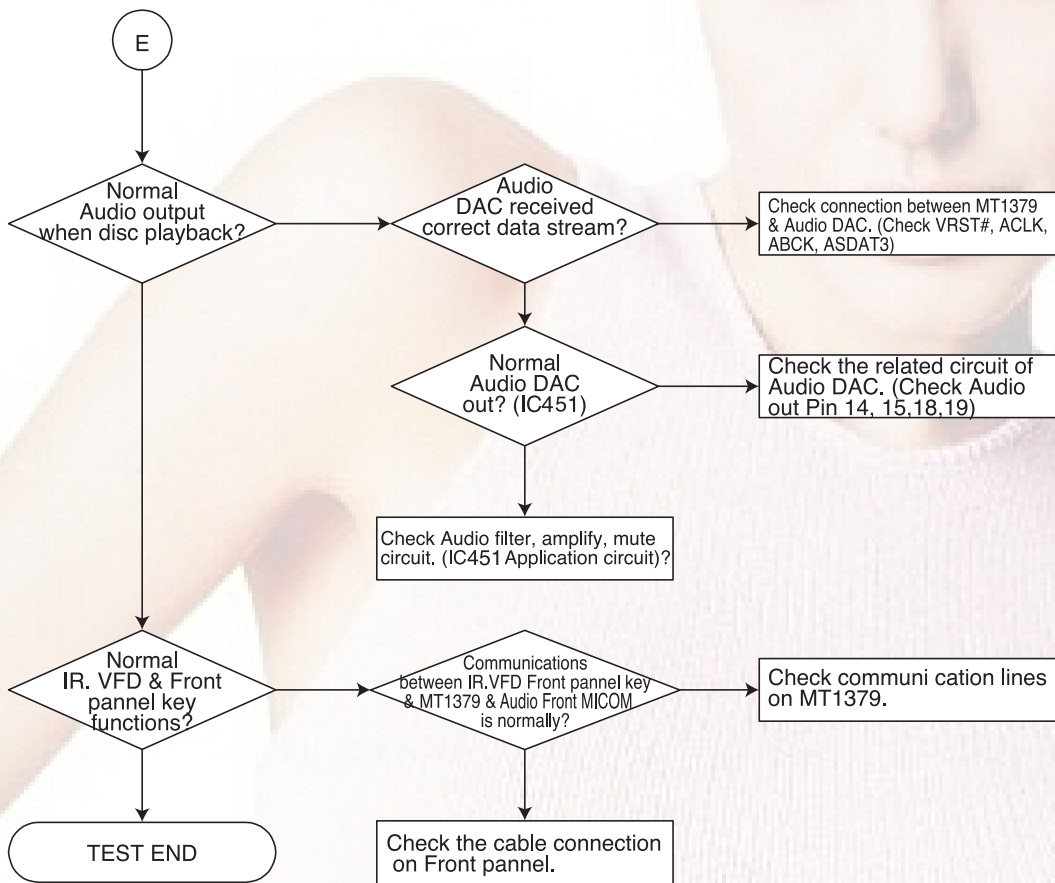 E
Normal
Audio output
when disc playback?
Audio
DAC received
correct data stream?
Check connection between MT1379
& Audio DAC. (Check VRST#, ACLK,
ABCK, ASDAT3)
Normal
Audio DAC
out? (IC451)
Check the related circuit of
Audio DAC. (Check Audio
out Pin 14, 15,18,19)
Check Audio filter, amplify, mute
circuit. (IC451 Application circuit)?
Normal
IR. VFD & Front
pannel key
functions?
Communications
between IR.VFD Front pannel key
& MT1379 & Audio Front MICOM
is normally?
Check communi cation lines
on MT1379.
TEST END
Check the cable connection
on Front pannel.